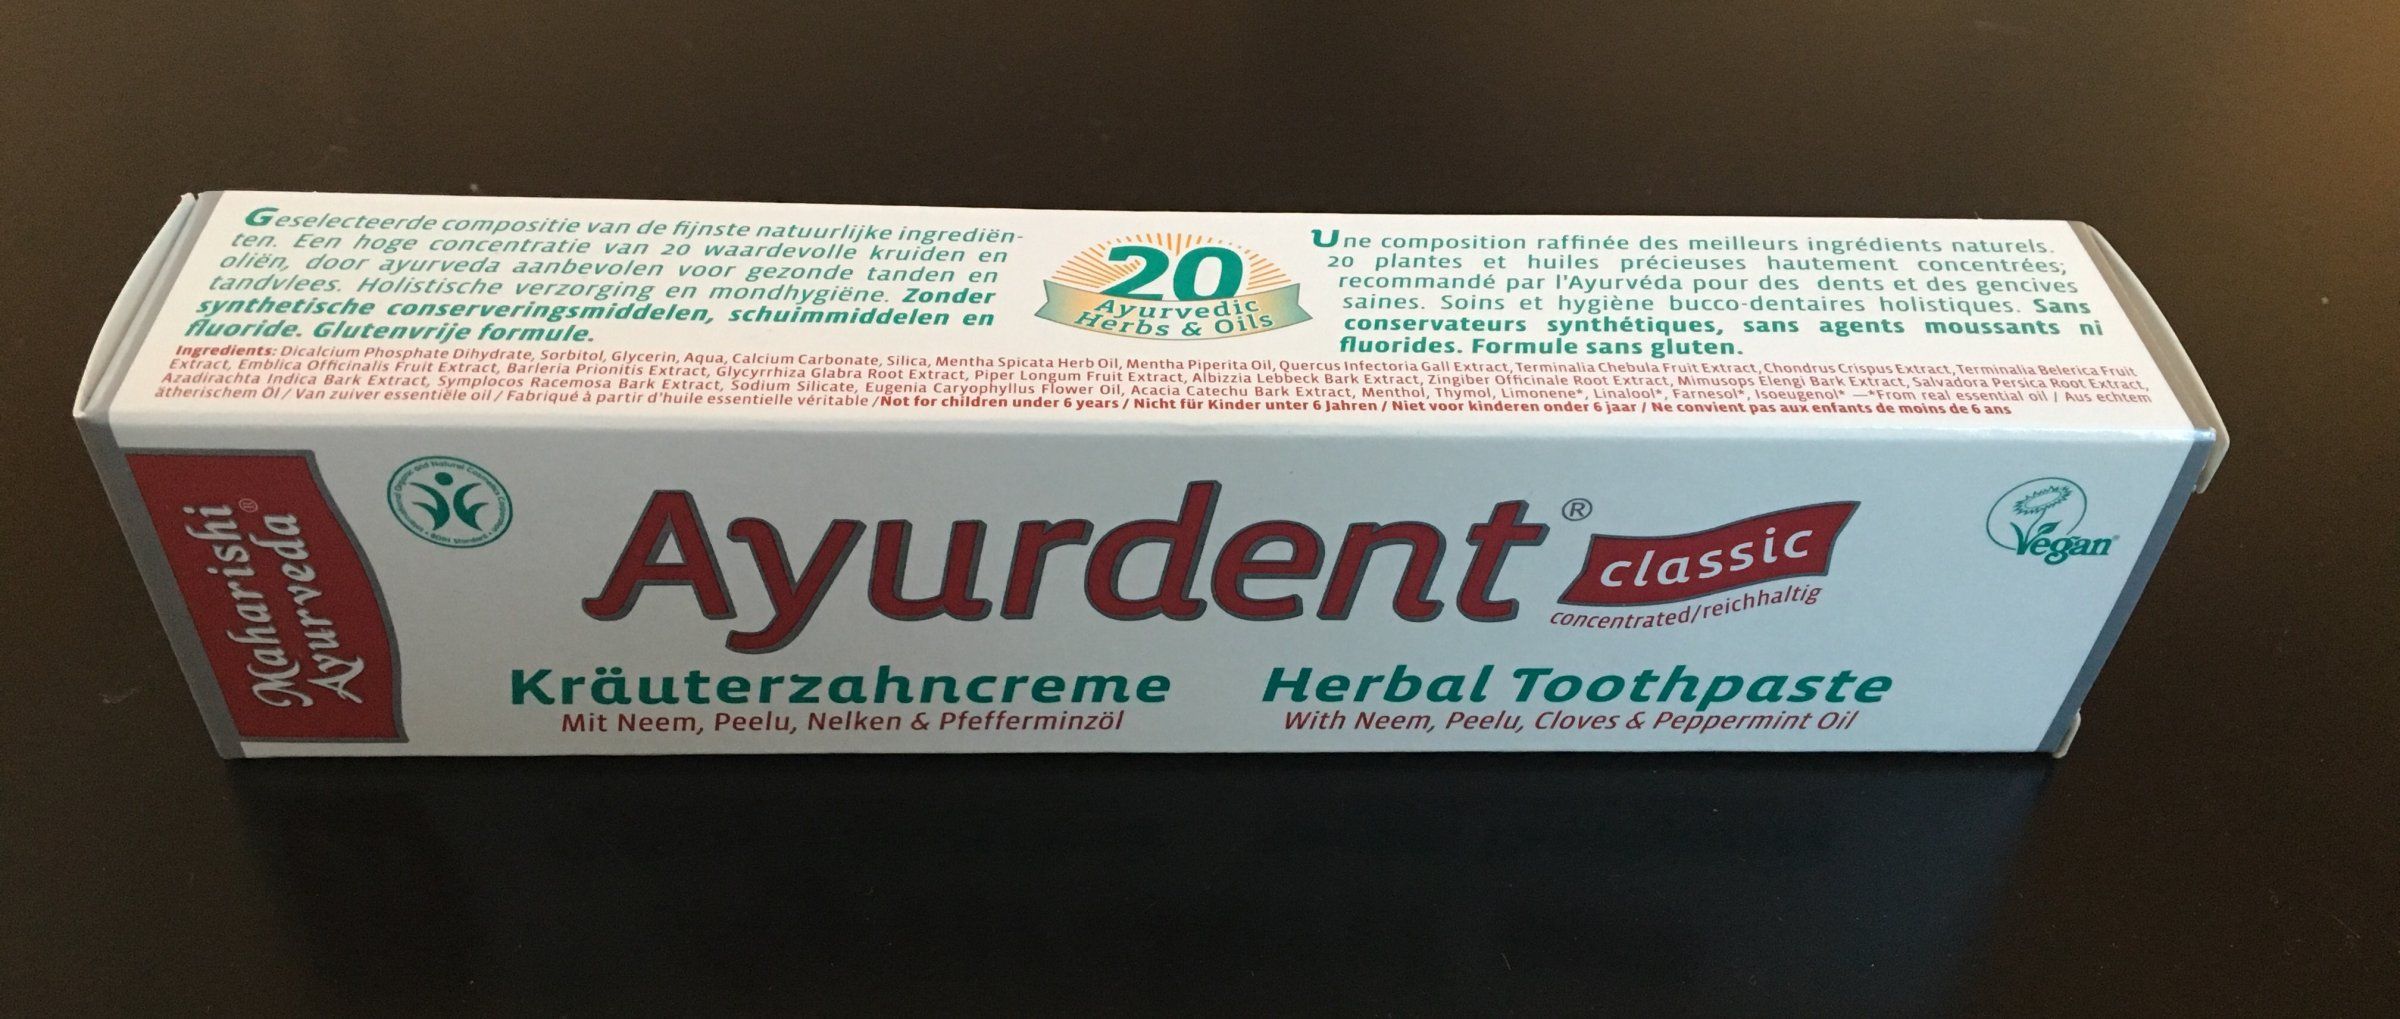 Geselecteerde compositie van de fijnste natuurlijke ingrediën-
ten. Een hoge concentratie van 20 waardevolle kruiden en
oliën, door ayurveda aanbevolen voor gezonde tanden en
tandvlees. Holistische verzorging en mondhygiëne. Zonder
synthetische conserveringsmiddelen, schuimmiddelen en
fluoride. Glutenvrije formule.
20
Ayurvedic
Herbs & Oils
Une composition raffinée des meilleurs ingrédients naturels.
20 plantes et huiles précieuses hautement concentrées;
recommandé par l'Ayurvéda pour des dents et des gencives
saines. Soins et hygiène bucco-dentaires holistiques. Sans
conservateurs synthétiques, sans agents moussants ni
fluorides. Formule sans gluten.
Ingredients: Dicalcium Phosphate Dihydrate, Sorbitol, Glycerin, Aqua, Calcium Carbonate, Silica, Mentha Spicata Herb Oil, Mentha Piperita Oil, Quercus Infectoria Gall Extract, Terminalia Chebula Fruit Extract, Chondrus Crispus Extract, Terminalia Belerica Fruit
Extract, Emblica Officinalis Fruit Extract, Barleria Prionitis Extract, Glycyrrhiza Glabra Root Extract, Piper Longum Fruit Extract, Albizzia Lebbeck Bark Extract, Zingiber Officinale Root Extract, Mimusops Elengi Bark Extract, Salvadora Persica Root Extract,
Azadirachta Indica Bark Extract, Symplocos Racemosa Bark Extract, Sodium Silicate, Eugenia Caryophyllus Flower Oil, Acacia Catechu Bark Extract, Menthol, Thymol, Limonene*, Linalool*, Farnesol*, Isoeugenol* —*From real essential oil / Aus echtem
ätherischem Öl / Van zuiver essentiële oil / Fabriqué à partir d'huile essentielle véritable / Not for children under 6 years / Nicht für Kinder unter 6 Jahren / Niet voor kinderen onder 6 jaar / Ne convient pas aux enfants de moins de 6 ans
Maharishi
Ayurveda®
Ayurdent®
classic
concentrated/reichhaltig
Vegan
Kräuterzahncreme
Mit Neem, Peelu, Nelken & Pfefferminzöl
Herbal Toothpaste
With Neem, Peelu, Cloves & Peppermint Oil